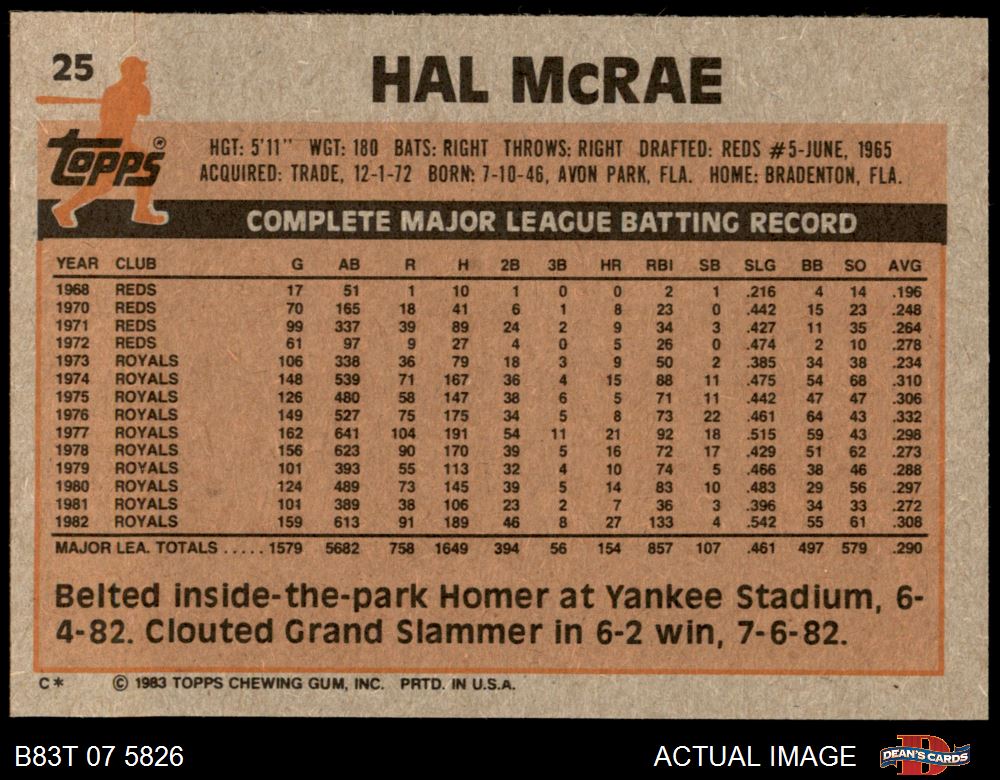 25
HAL McRAE
Topps®
HGT: 5'11" WGT: 180 BATS: RIGHT THROWS: RIGHT DRAFTED: REDS #5-JUNE, 1965
ACQUIRED: TRADE, 12-1-72 BORN: 7-10-46, AVON PARK, FLA. HOME: BRADENTON, FLA.
COMPLETE MAJOR LEAGUE BATTING RECORD
YEAR CLUB G AB R H 2B 3B HR RBI SB SLG BB SO AVG
1968 REDS 17 51 1 10 1 0 0 2 1 .216 4 14 .196
1970 REDS 70 165 18 41 6 1 8 23 0 .442 15 23 .248
1971 REDS 99 337 39 89 24 2 9 34 3 .427 11 35 .264
1972 REDS 61 97 9 27 4 0 5 26 0 .474 2 10 .278
1973 ROYALS 106 338 36 79 18 3 9 50 2 .385 34 38 .234
1974 ROYALS 148 539 71 167 36 4 15 88 11 .475 54 68 .310
1975 ROYALS 126 480 58 147 38 6 5 71 11 .442 47 47 .306
1976 ROYALS 149 527 75 175 34 5 8 73 22 .461 64 43 .332
1977 ROYALS 162 641 104 191 54 11 21 92 18 .515 59 43 .298
1978 ROYALS 156 623 90 170 39 5 16 72 17 .429 51 62 .273
1979 ROYALS 101 393 55 113 32 4 10 74 5 .466 38 46 .288
1980 ROYALS 124 489 73 145 39 5 14 83 10 .483 29 56 .297
1981 ROYALS 101 389 38 106 23 2 7 36 3 .396 34 33 .272
1982 ROYALS 159 613 91 189 46 8 27 133 4 .542 55 61 .308
MAJOR LEA. TOTALS ..... 1579 5682 758 1649 394 56 154 857 107 .461 497 579 .290
Belted inside-the-park Homer at Yankee Stadium, 6-
4-82. Clouted Grand Slammer in 6-2 win, 7-6-82.
C* © 1983 TOPPS CHEWING GUM, INC. PRTD. IN U.S.A.
B83T 07 5826 ACTUAL IMAGE DEAN'S CARDS